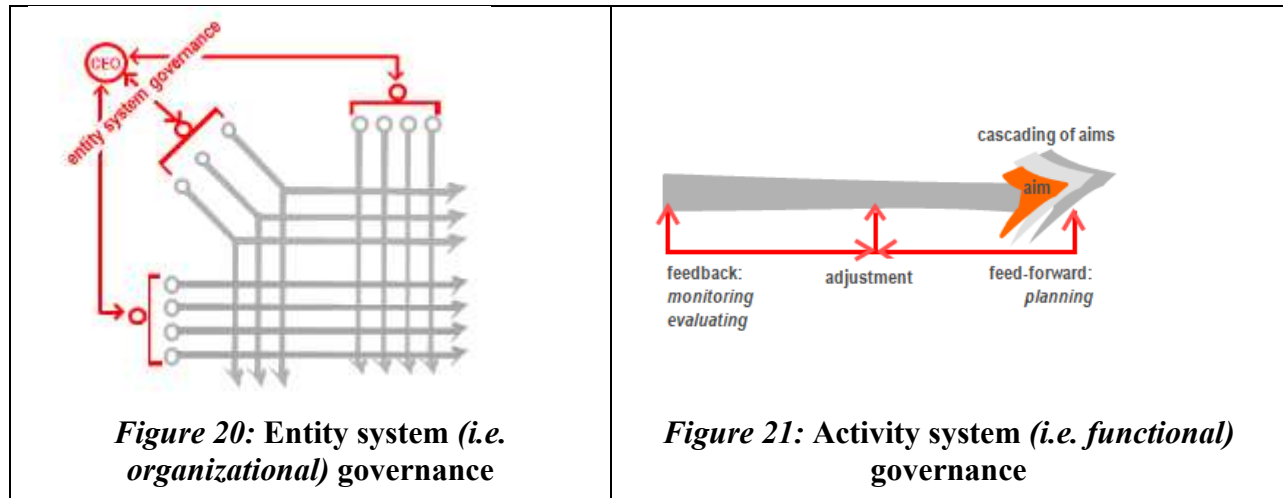 CEO
entity system governance
Figure 20: Entity system (i.e.
organizational) governance
cascading of aims
aim
feedback:
monitoring
evaluating
adjustment
feed-forward:
planning
Figure 21: Activity system (i.e. functional)
governance